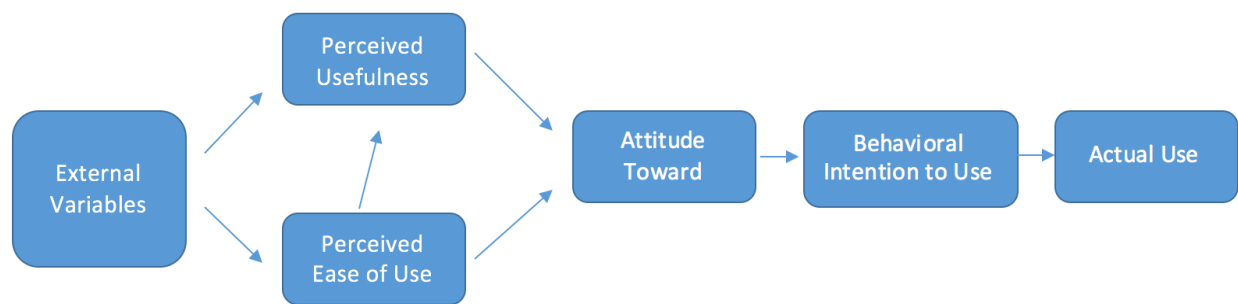 External
Variables
Perceived
Usefulness
Perceived
Ease of Use
Attitude
Toward
Behavioral
Intention to Use
Actual Use